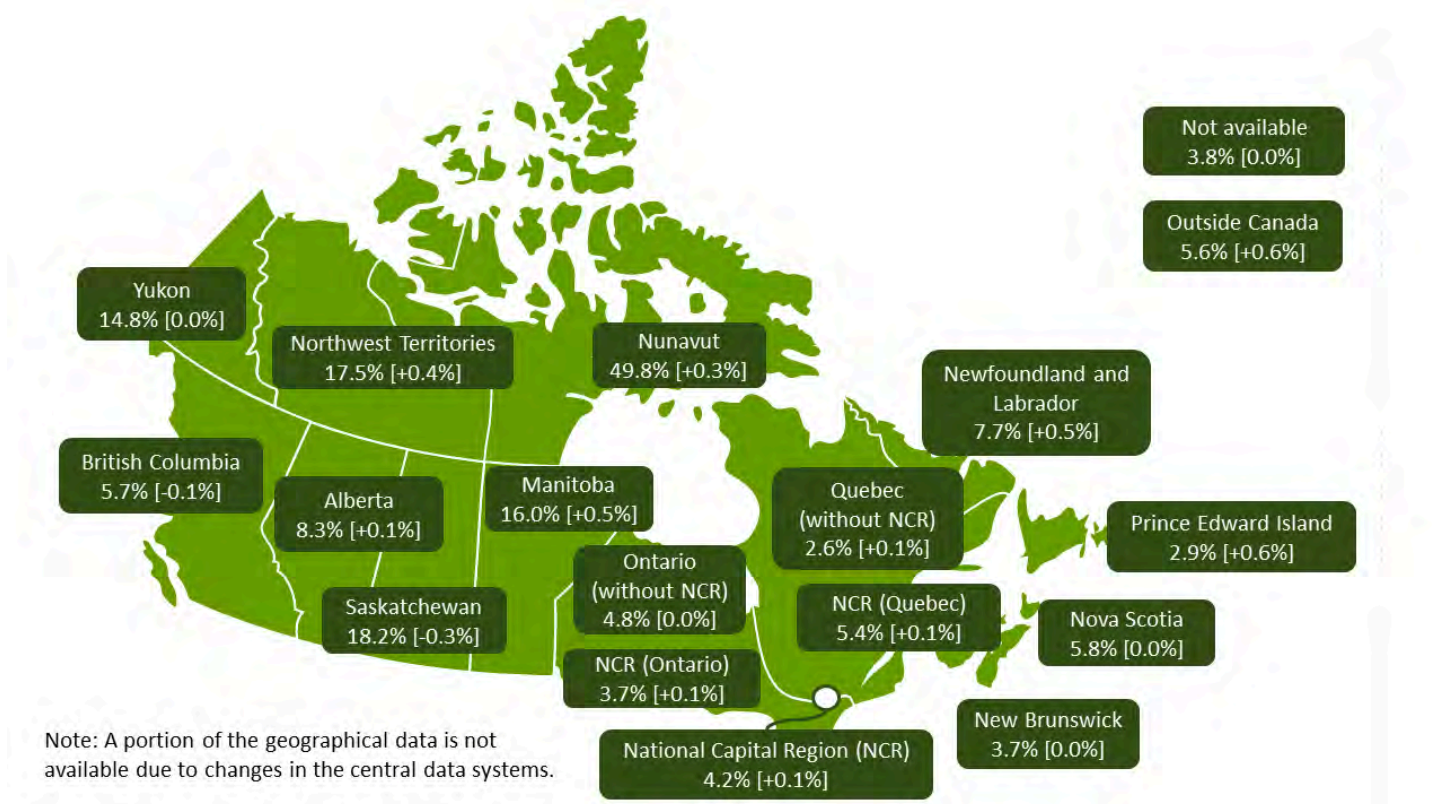 Not available
3.8% [0.0%]
Outside Canada
5.6% [+0.6%]
Yukon
14.8% [0.0%]
Northwest Territories
17.5% [+0.4%]
Nunavut
49.8% [+0.3%]
Newfoundland and
Labrador
7.7% [+0.5%]
British Columbia
5.7% [-0.1%]
Alberta
8.3% [+0.1%]
Manitoba
16.0% [+0.5%]
Quebec
(without NCR)
2.6% [+0.1%]
Prince Edward Island
2.9% [+0.6%]
Ontario
(without NCR)
4.8% [0.0%]
Saskatchewan
18.2% [-0.3%]
NCR (Quebec)
5.4% [+0.1%]
Nova Scotia
5.8% [0.0%]
NCR (Ontario)
3.7% [+0.1%]
New Brunswick
3.7% [0.0%]
National Capital Region (NCR)
4.2% [+0.1%]
Note: A portion of the geographical data is not
available due to changes in the central data systems.